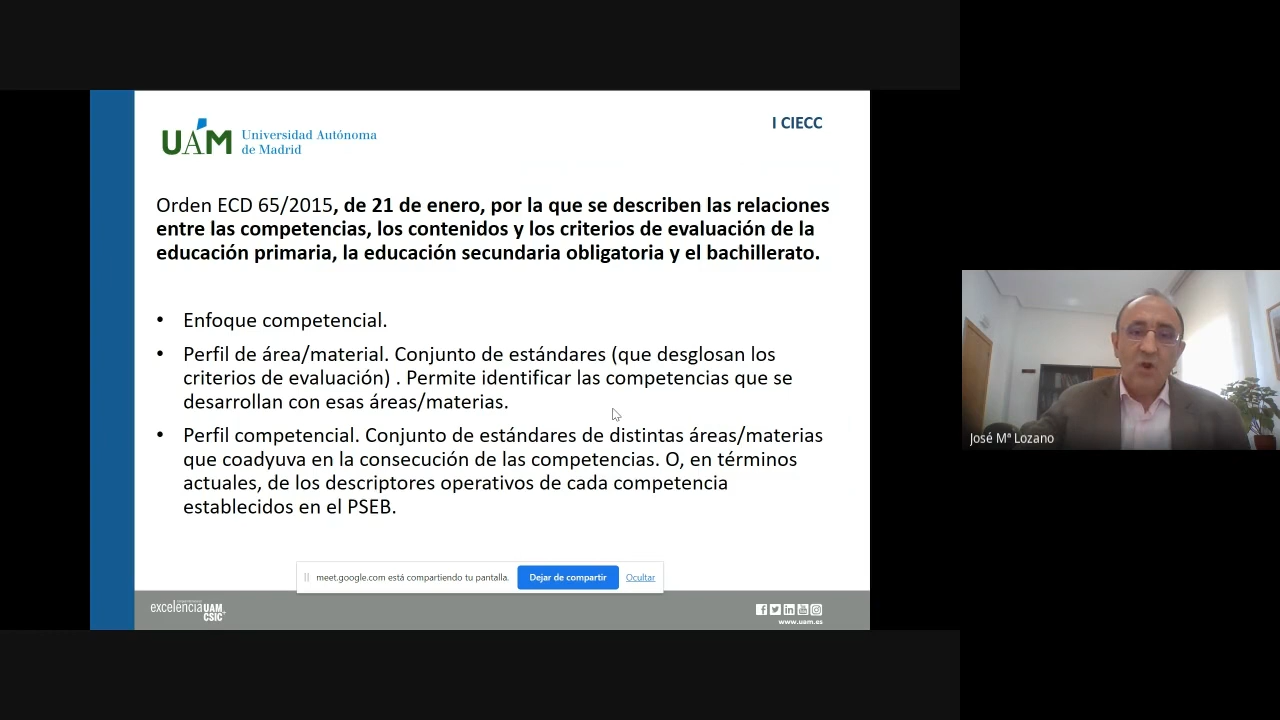 UAM Universidad Autónoma
de Madrid
I CIECC
Orden ECD 65/2015, de 21 de enero, por la que se describen las relaciones
entre las competencias, los contenidos y los criterios de evaluación de la
educación primaria, la educación secundaria obligatoria y el bachillerato.
• Enfoque competencial.
• Perfil de área/material. Conjunto de estándares (que desglosan los
criterios de evaluación) . Permite identificar las competencias que se
desarrollan con esas áreas/materias.
• Perfil competencial. Conjunto de estándares de distintas áreas/materias
que coadyuva en la consecución de las competencias. O, en términos
actuales, de los descriptores operativos de cada competencia
establecidos en el PSEB.
José Mª Lozano
meet.google.com está compartiendo tu pantalla. Dejar de compartir Ocultar
excelencia UAM
CSIC+
www.uam.es